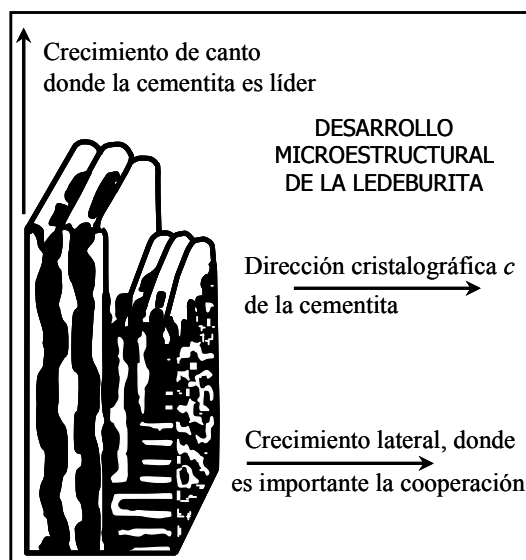 Crecimiento de canto
donde la cementita es líder
DESARROLLO
MICROESTRUCTURAL
DE LA LEDEBURITA
Dirección cristalográfica c
de la cementita
Crecimiento lateral, donde
es importante la cooperación